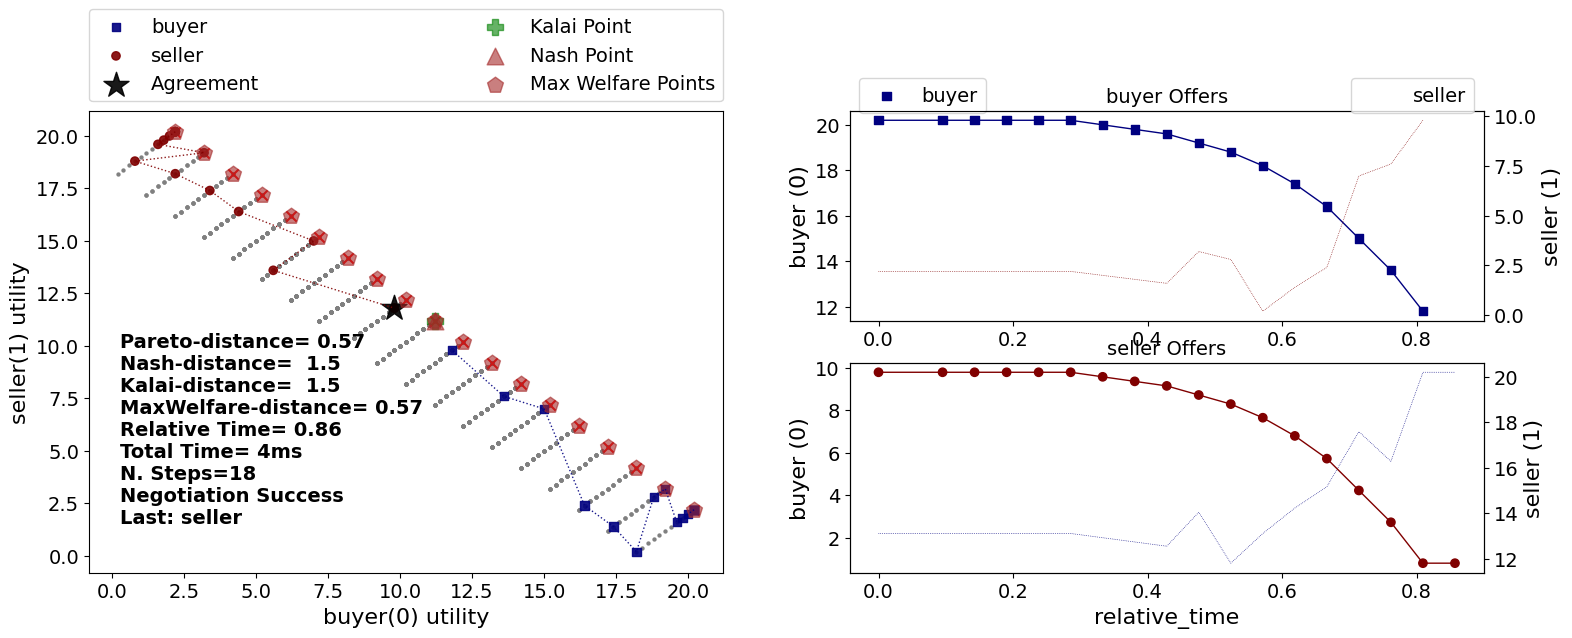 buyer
seller
Agreement
Kalai Point
Nash Point
Max Welfare Points
20.0
17.5
15.0
12.5
10.0
7.5
5.0
2.5
0.0
seller(1) utility
Pareto-distance= 0.57
Nash-distance=  1.5
Kalai-distance=  1.5
MaxWelfare-distance= 0.57
Relative Time= 0.86
Total Time= 4ms
N. Steps=18
Negotiation Success
Last: seller
0.0 2.5 5.0 7.5 10.0 12.5 15.0 17.5 20.0
buyer(0) utility
buyer
buyer Offers
seller
20
18
16
14
12
buyer (0)
10.0
7.5
5.0
2.5
0.0
seller (1)
0.0 0.2 0.4 0.6 0.8
seller Offers
10
8
6
4
2
buyer (0)
20
18
16
14
12
seller (1)
0.0 0.2 0.4 0.6 0.8
relative_time